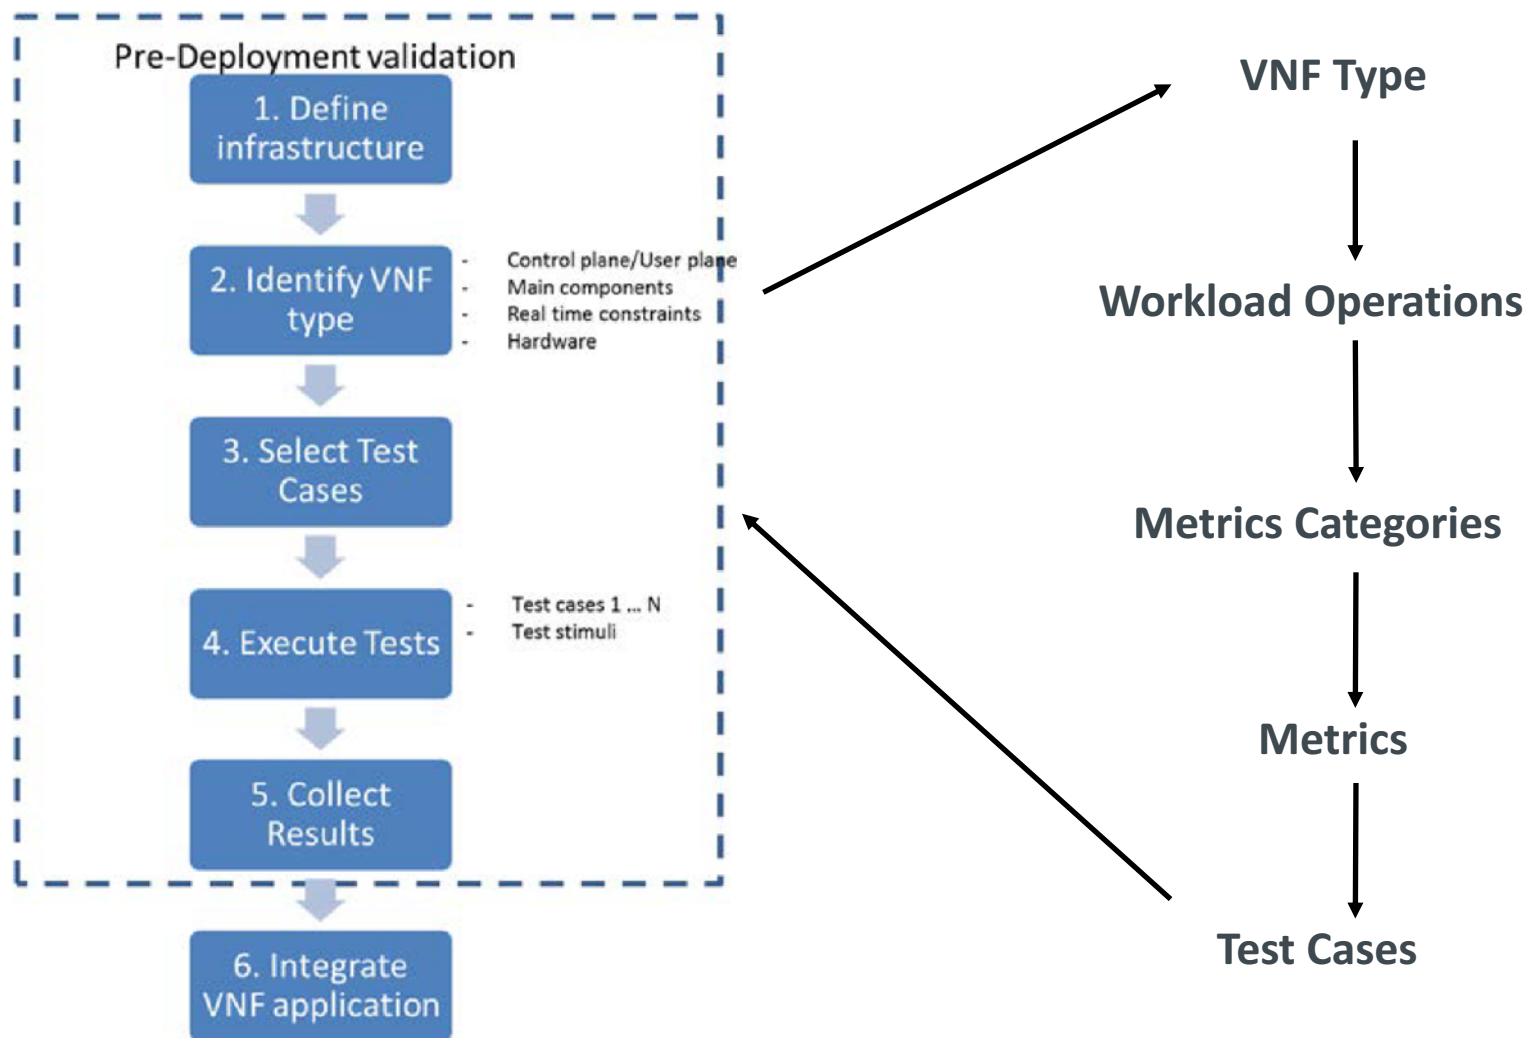 Pre-Deployment validation
1. Define
infrastructure
2. Identify VNF
type
- Control plane/User plane
- Main components
- Real time constraints
- Hardware
3. Select Test
Cases
4. Execute Tests
- Test cases 1 ... N
- Test stimuli
5. Collect
Results
6. Integrate
VNF application
VNF Type
Workload Operations
Metrics Categories
Metrics
Test Cases